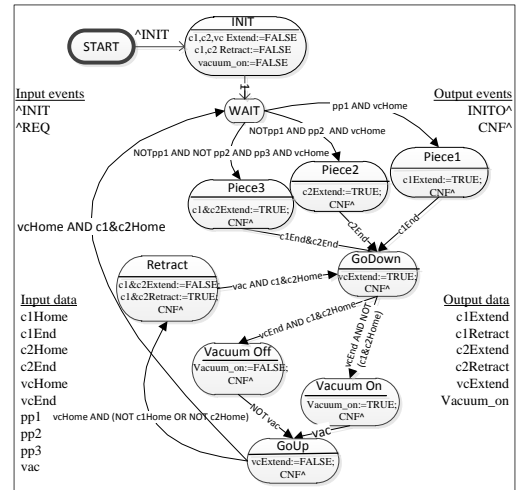 INIT
START
^INIT
c1,c2,vc Extend:=FALSE
c1,c2 Retract:=FALSE
vacuum_on:=FALSE
1
Input events
^INIT
^REQ
WAIT
Output events
INITO^
CNF^
pp1 AND vcHome
NOTpp1 AND pp2 AND vcHome
NOTpp1 AND NOT pp2 AND pp3 AND vcHome
Piece1
c1Extend:=TRUE;
CNF^
Piece2
c2Extend:=TRUE;
CNF^
Piece3
c1&c2Extend:=TRUE;
CNF^
c1End&c2End
c2End
c1End
vcHome AND c1&c2Home
Retract
c1&c2Extend:=FALSE;
c1&c2Retract:=TRUE;
CNF^
vac AND c1&c2Home
GoDown
vcExtend:=TRUE;
CNF^
vcEnd AND c1&c2Home
vcEnd AND NOT
(c1&c2Home)
Input data
c1Home
c1End
c2Home
c2End
vcHome
vcEnd
pp1
pp2
pp3
vac
Output data
c1Extend
c1Retract
c2Extend
c2Retract
vcExtend
Vacuum_on
Vacuum Off
Vacuum_on:=FALSE;
CNF^
Vacuum On
Vacuum_on:=TRUE;
CNF^
vcHome AND (NOT c1Home OR NOT c2Home)
NOT vac
vac
GoUp
vcExtend:=FALSE;
CNF^